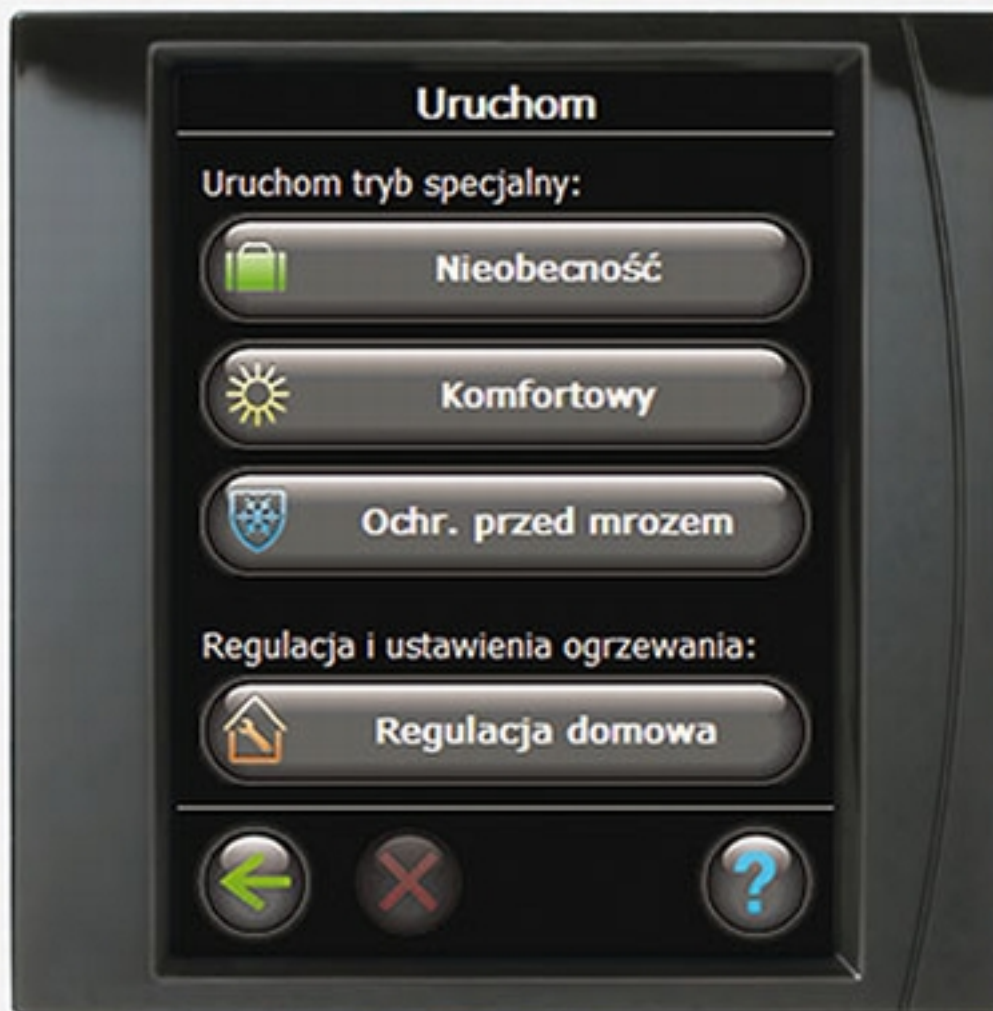 Uruchom
Uruchom tryb specjalny:
Nieobecność
Komfortowy
Ochr. przed mrozem
Regulacja i ustawienia ogrzewania:
Regulacja domowa
?